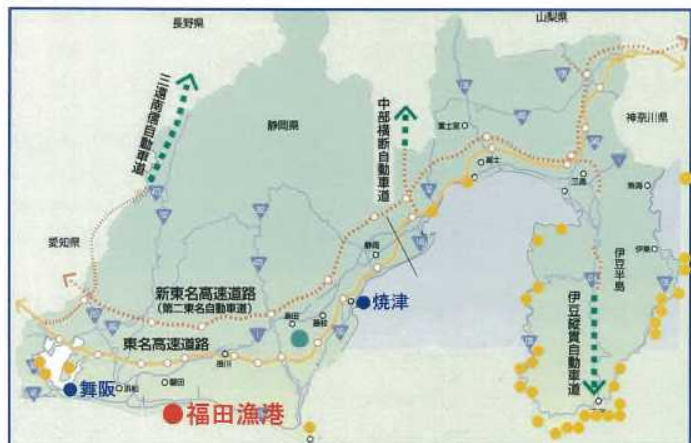 長野県
山梨県
三遠南信自動車道
静岡県
中部横断自動車道
神奈川県
富士宮
富士
三島
熱海
愛知県
静岡
伊東
伊豆半島
新東名高速道路
(第二東名自動車道)
焼津
島田
藤枝
伊豆縦貫自動車道
東名高速道路
掛川
舞阪
浜松
磐田
福田漁港